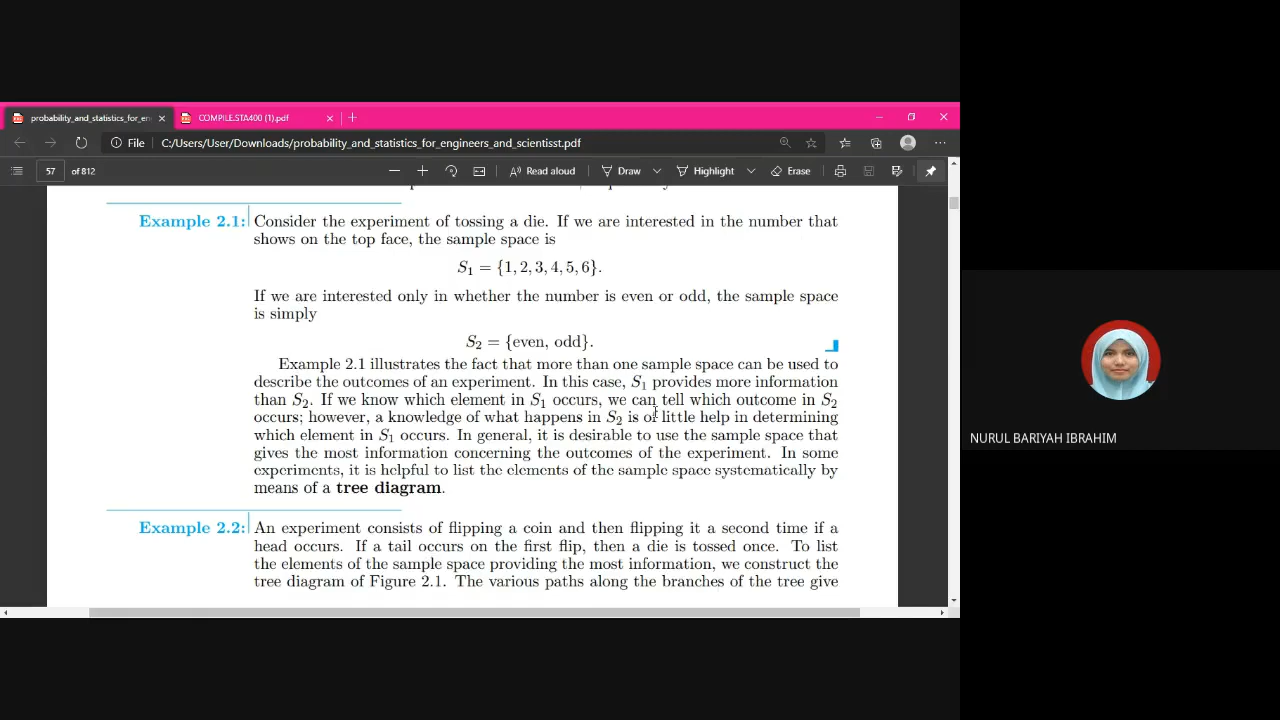 probability_and_statistics_for_en
COMPILE.STA400 (1).pdf
File
C:/Users/User/Downloads/probability_and_statistics_for_engineers_and_scientisst.pdf
57 of 812
Read aloud
Draw
Highlight
Erase
Example 2.1: Consider the experiment of tossing a die. If we are interested in the number that
shows on the top face, the sample space is
S1 = {1, 2, 3, 4, 5, 6}.
If we are interested only in whether the number is even or odd, the sample space
is simply
S2 = {even, odd}.
Example 2.1 illustrates the fact that more than one sample space can be used to
describe the outcomes of an experiment. In this case, S1 provides more information
than S2. If we know which element in S1 occurs, we can tell which outcome in S2
occurs; however, a knowledge of what happens in S2 is of little help in determining
which element in S1 occurs. In general, it is desirable to use the sample space that
gives the most information concerning the outcomes of the experiment. In some
experiments, it is helpful to list the elements of the sample space systematically by
means of a tree diagram.
Example 2.2: An experiment consists of flipping a coin and then flipping it a second time if a
head occurs. If a tail occurs on the first flip, then a die is tossed once. To list
the elements of the sample space providing the most information, we construct the
tree diagram of Figure 2.1. The various paths along the branches of the tree give
NURUL BARIYAH IBRAHIM